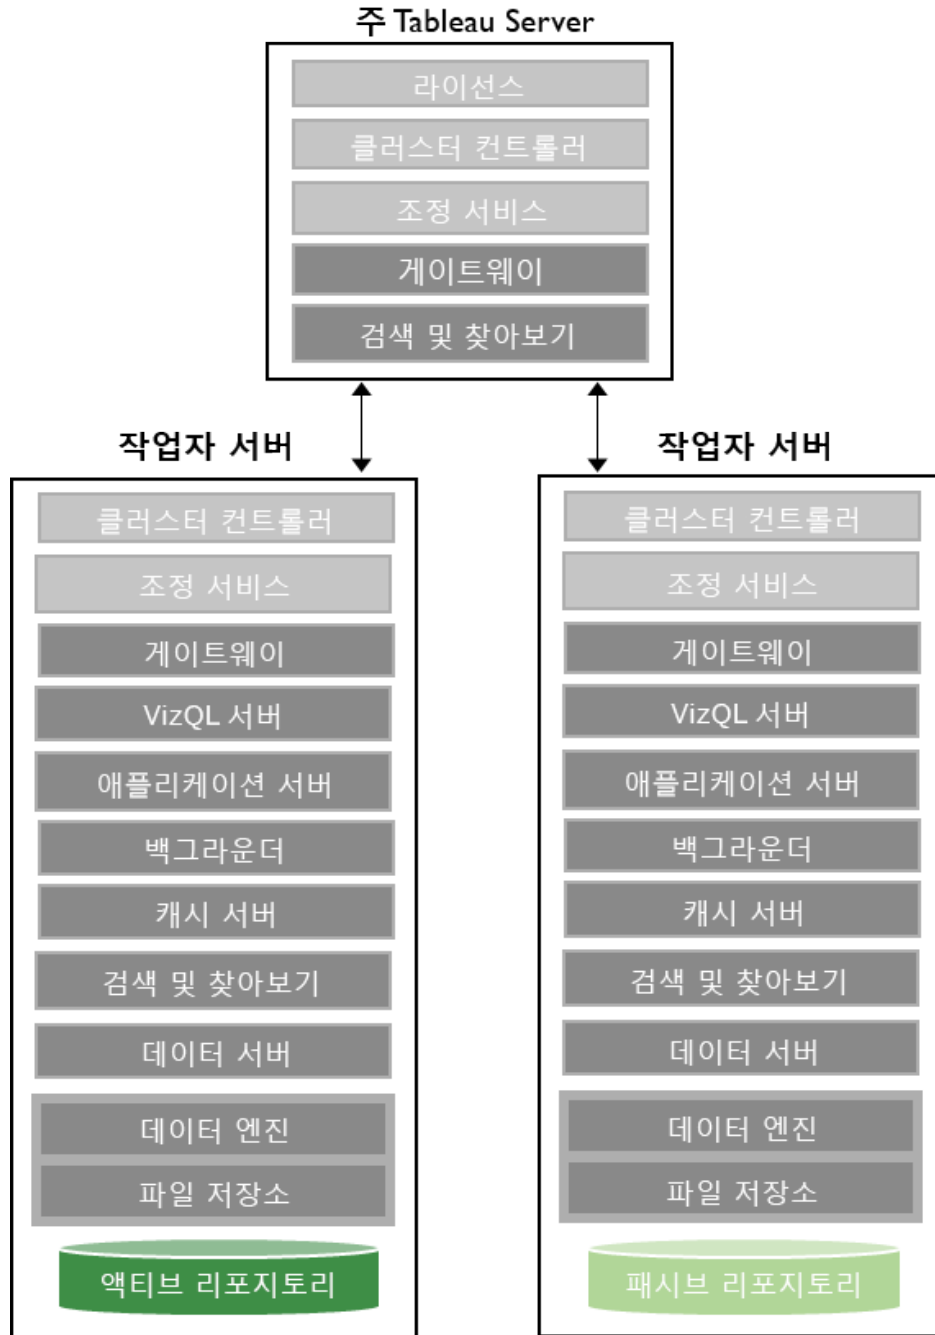 주 Tableau Server
라이선스
클러스터 컨트롤러
조정 서비스
게이트웨이
검색 및 찾아보기
작업자 서버
클러스터 컨트롤러
조정 서비스
게이트웨이
VizQL 서버
애플리케이션 서버
백그라운더
캐시 서버
검색 및 찾아보기
데이터 서버
데이터 엔진
파일 저장소
액티브 리포지토리
작업자 서버
클러스터 컨트롤러
조정 서비스
게이트웨이
VizQL 서버
애플리케이션 서버
백그라운더
캐시 서버
검색 및 찾아보기
데이터 서버
데이터 엔진
파일 저장소
패시브 리포지토리